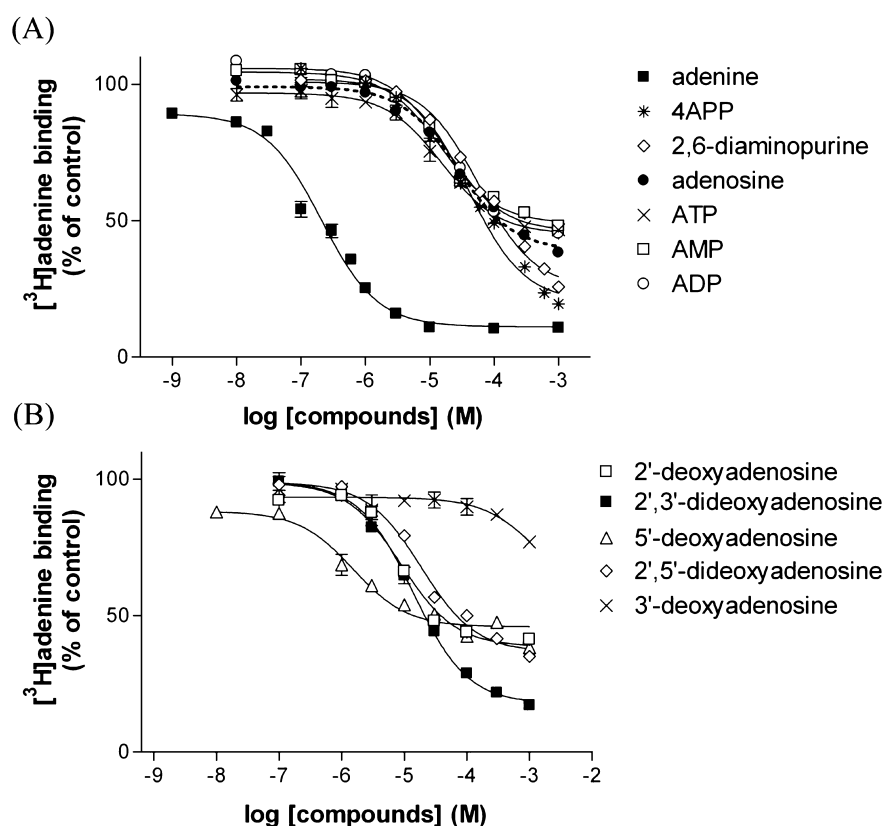 (A)
100
50
0
[³H]adenine binding
(% of control)
-9 -8 -7 -6 -5 -4 -3
log [compounds] (M)
adenine
4APP
2,6-diaminopurine
adenosine
ATP
AMP
ADP
(B)
100
50
0
[³H]adenine binding
(% of control)
-9 -8 -7 -6 -5 -4 -3 -2
log [compounds] (M)
2'-deoxyadenosine
2',3'-dideoxyadenosine
5'-deoxyadenosine
2',5'-dideoxyadenosine
3'-deoxyadenosine